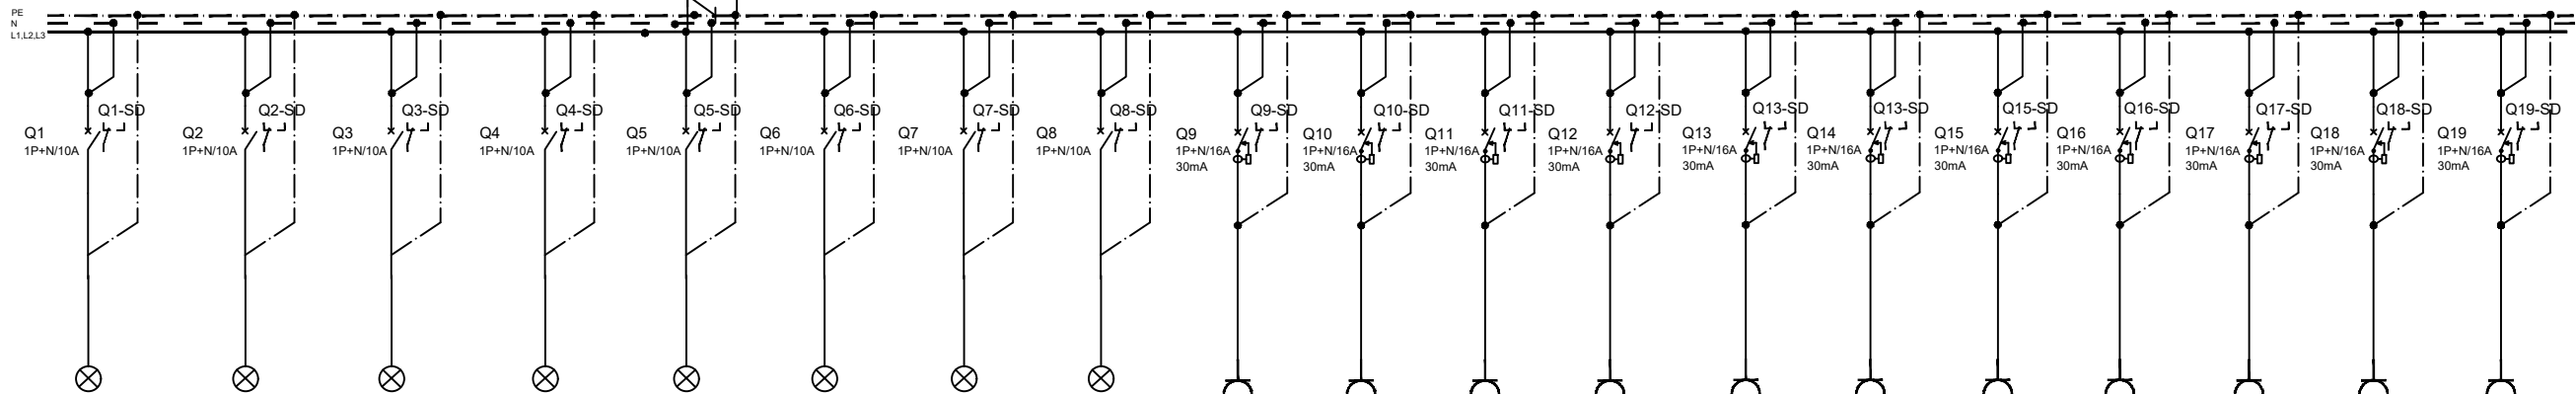 PE
N
L1,L2,L3
Q1-SD
Q1
1P+N/10A
Q2-SD
Q2
1P+N/10A
Q3-SD
Q3
1P+N/10A
Q4-SD
Q4
1P+N/10A
Q5-SD
Q5
1P+N/10A
Q6-SD
Q6
1P+N/10A
Q7-SD
Q7
1P+N/10A
Q8-SD
Q8
1P+N/10A
Q9-SD
Q9
1P+N/16A
30mA
Q10-SD
Q10
1P+N/16A
30mA
Q11-SD
Q11
1P+N/16A
30mA
Q12-SD
Q12
1P+N/16A
30mA
Q13-SD
Q13
1P+N/16A
30mA
Q13-SD
Q14
1P+N/16A
30mA
Q15-SD
Q15
1P+N/16A
30mA
Q16-SD
Q16
1P+N/16A
30mA
Q17-SD
Q17
1P+N/16A
30mA
Q18-SD
Q18
1P+N/16A
30mA
Q19-SD
Q19
1P+N/16A
30mA